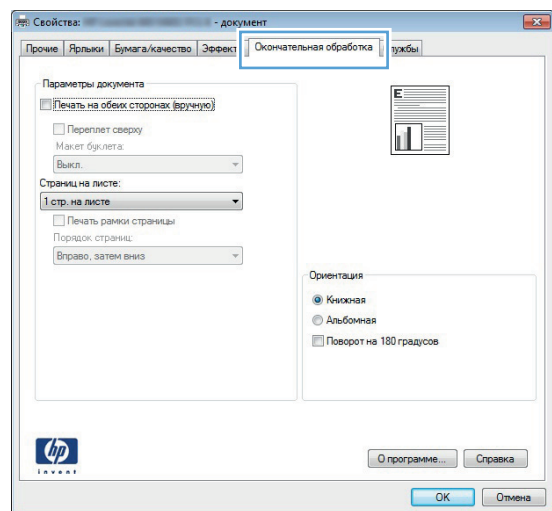 Свойства: - документ
Прочие Ярлыки Бумага/качество Эффект Окончательная обработка лужбы
Параметры документа
Печать на обеих сторонах (вручную)
Переплет сверху
Макет буклета:
Выкл.
Страниц на листе:
1 стр. на листе
Печать рамки страницы
Порядок страниц:
Вправо, затем вниз
E
Ориентация
Книжная
Альбомная
Поворот на 180 градусов
hp
invent
О программе... Справка
OK Отмена